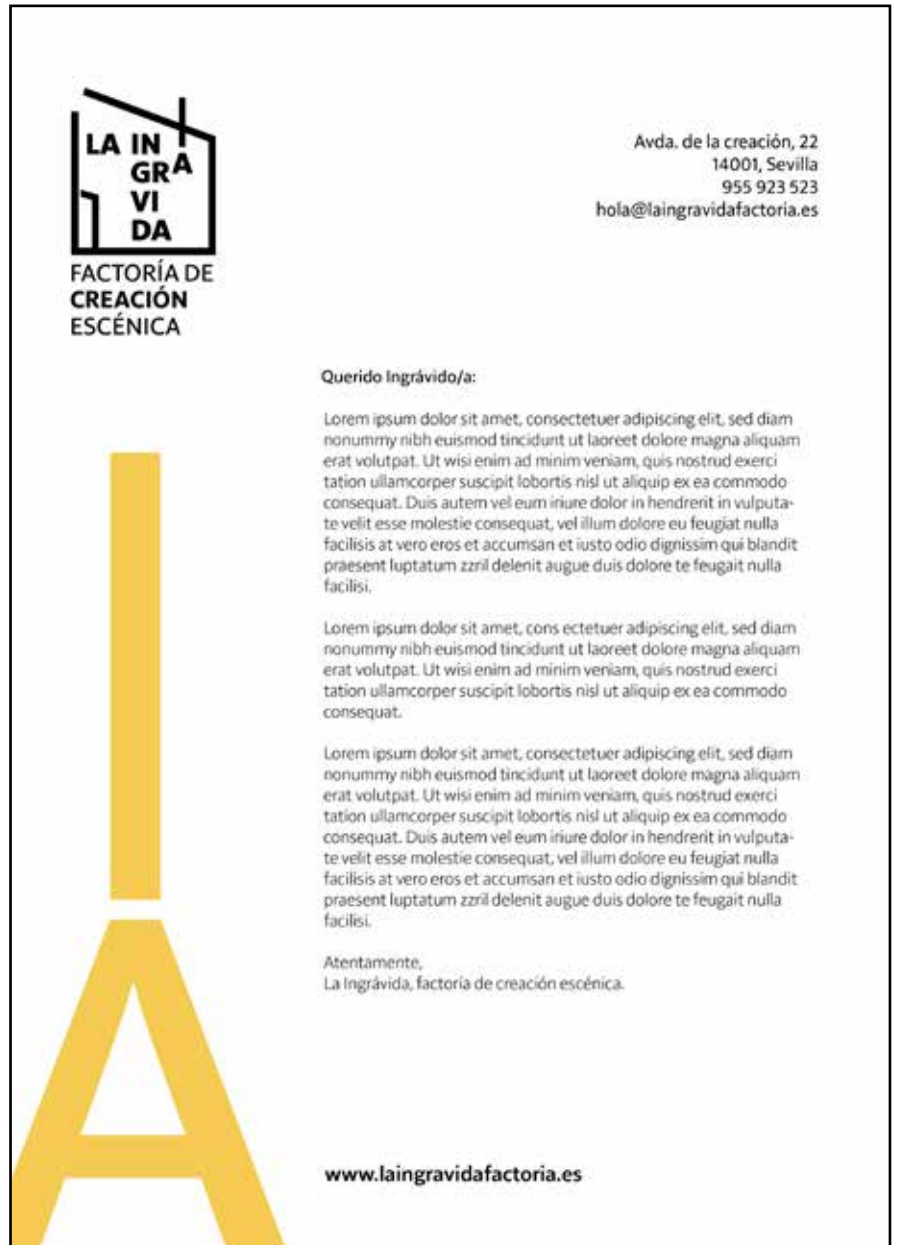 LA IN
GRA
VI
DA
FACTORÍA DE
CREACIÓN
ESCÉNICA
Avda. de la creación, 22
14001, Sevilla
955 923 523
hola@laingravidafactoria.es
Querido Ingrávido/a:
Lorem ipsum dolor sit amet, consectetuer adipiscing elit, sed diam
nonummy nibh euismod tincidunt ut laoreet dolore magna aliquam
erat volutpat. Ut wisi enim ad minim veniam, quis nostrud exerci
tation ullamcorper suscipit lobortis nisl ut aliquip ex ea commodo
consequat. Duis autem vel eum iriure dolor in hendrerit in vulputa-
te velit esse molestie consequat, vel illum dolore eu feugiat nulla
facilisis at vero eros et accumsan et iusto odio dignissim qui blandit
praesent luptatum zzril delenit augue duis dolore te feugait nulla
facilisi.
Lorem ipsum dolor sit amet, cons ectetuer adipiscing elit, sed diam
nonummy nibh euismod tincidunt ut laoreet dolore magna aliquam
erat volutpat. Ut wisi enim ad minim veniam, quis nostrud exerci
tation ullamcorper suscipit lobortis nisl ut aliquip ex ea commodo
consequat.
Lorem ipsum dolor sit amet, consectetuer adipiscing elit, sed diam
nonummy nibh euismod tincidunt ut laoreet dolore magna aliquam
erat volutpat. Ut wisi enim ad minim veniam, quis nostrud exerci
tation ullamcorper suscipit lobortis nisl ut aliquip ex ea commodo
consequat. Duis autem vel eum iriure dolor in hendrerit in vulputa-
te velit esse molestie consequat, vel illum dolore eu feugiat nulla
facilisis at vero eros et accumsan et iusto odio dignissim qui blandit
praesent luptatum zzril delenit augue duis dolore te feugait nulla
facilisi.
Atentamente,
La Ingrávida, factoría de creación escénica.
A
www.laingravidafactoria.es